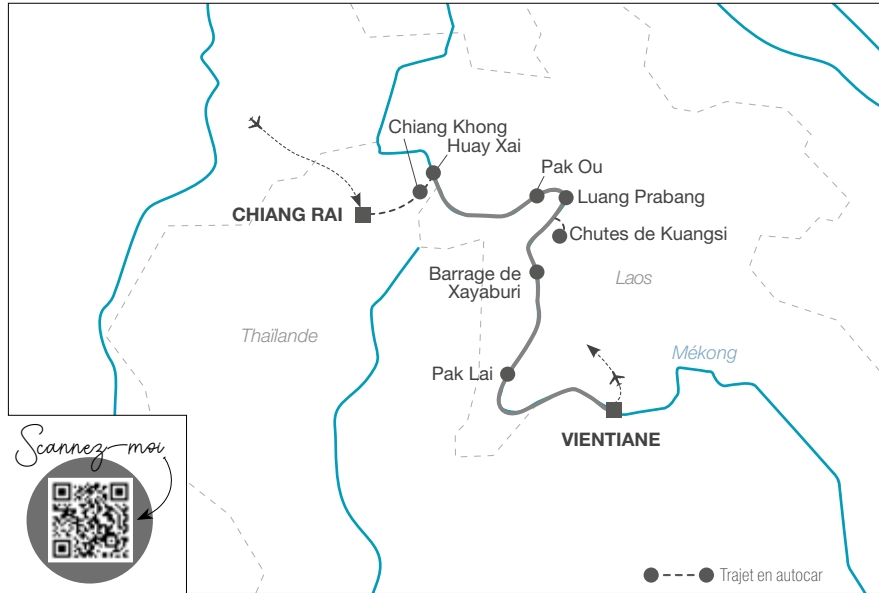 Chiang Khong
Huay Xai
Pak Ou
Luang Prabang
CHIANG RAI
Chutes de Kuangsi
Barrage de
Xayaburi
Laos
Thaïlande
Mékong
Pak Lai
VIENTIANE
Scannez-moi
Trajet en autocar